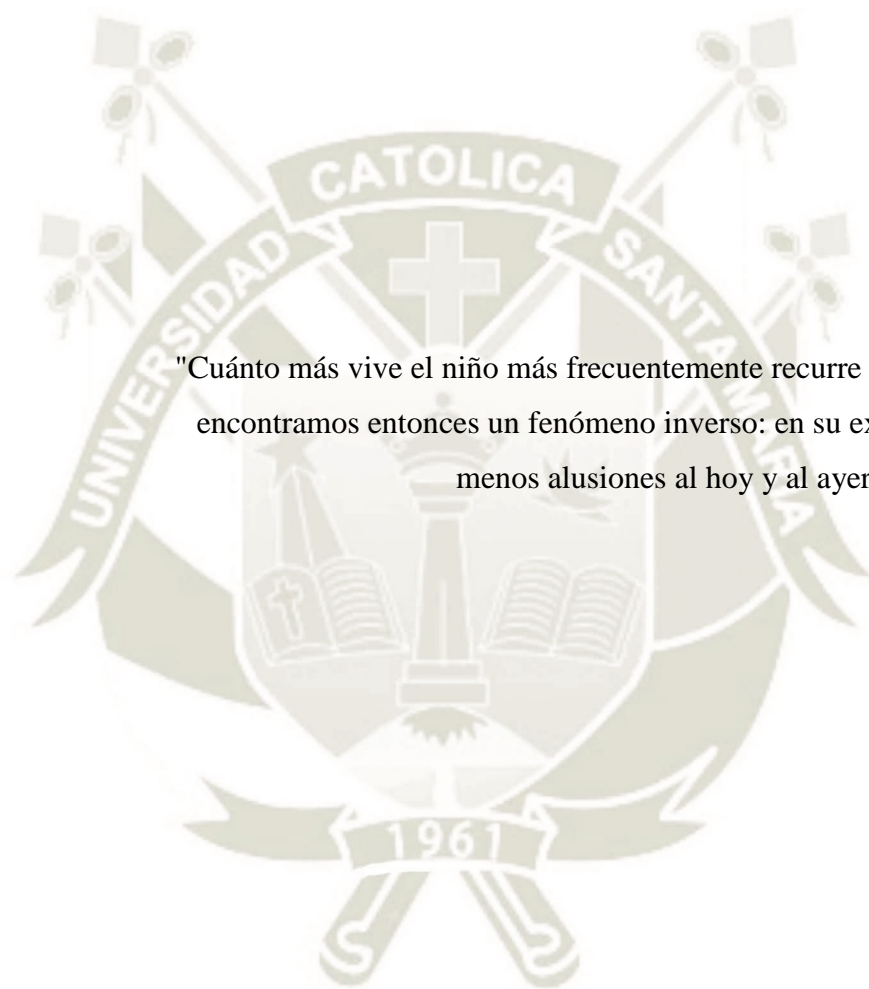 CATOLICA
UNIVERSIDAD
SANTA MARIA
"Cuánto más vive el niño más frecuentemente recurre
encontramos entonces un fenómeno inverso: en su ex
menos alusiones al hoy y al ayer
1961